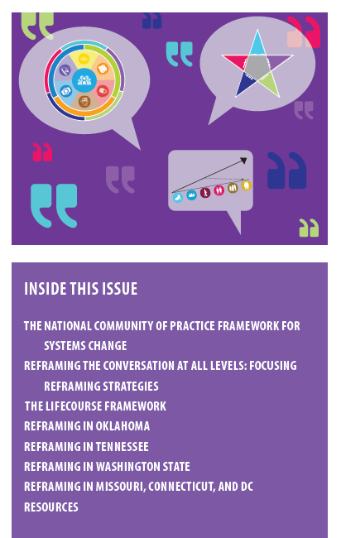 INSIDE THIS ISSUE
THE NATIONAL COMMUNITY OF PRACTICE FRAMEWORK FOR
SYSTEMS CHANGE
REFRAMING THE CONVERSATION AT ALL LEVELS: FOCUSING
REFRAMING STRATEGIES
THE LIFECOURSE FRAMEWORK
REFRAMING IN OKLAHOMA
REFRAMING IN TENNESSEE
REFRAMING IN WASHINGTON STATE
REFRAMING IN MISSOURI, CONNECTICUT, AND DC
RESOURCES